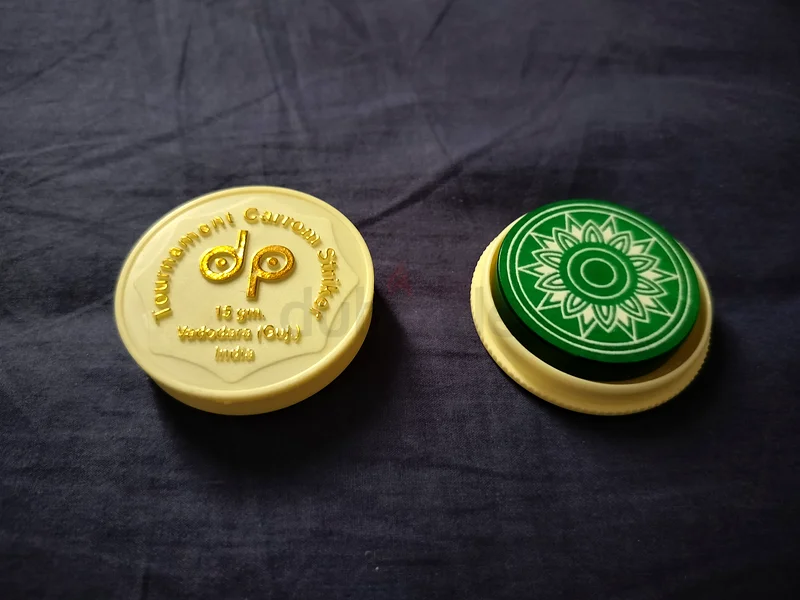 Tournament Carrom Striker
dp
15 gm.
Vadodara (Guj.)
India